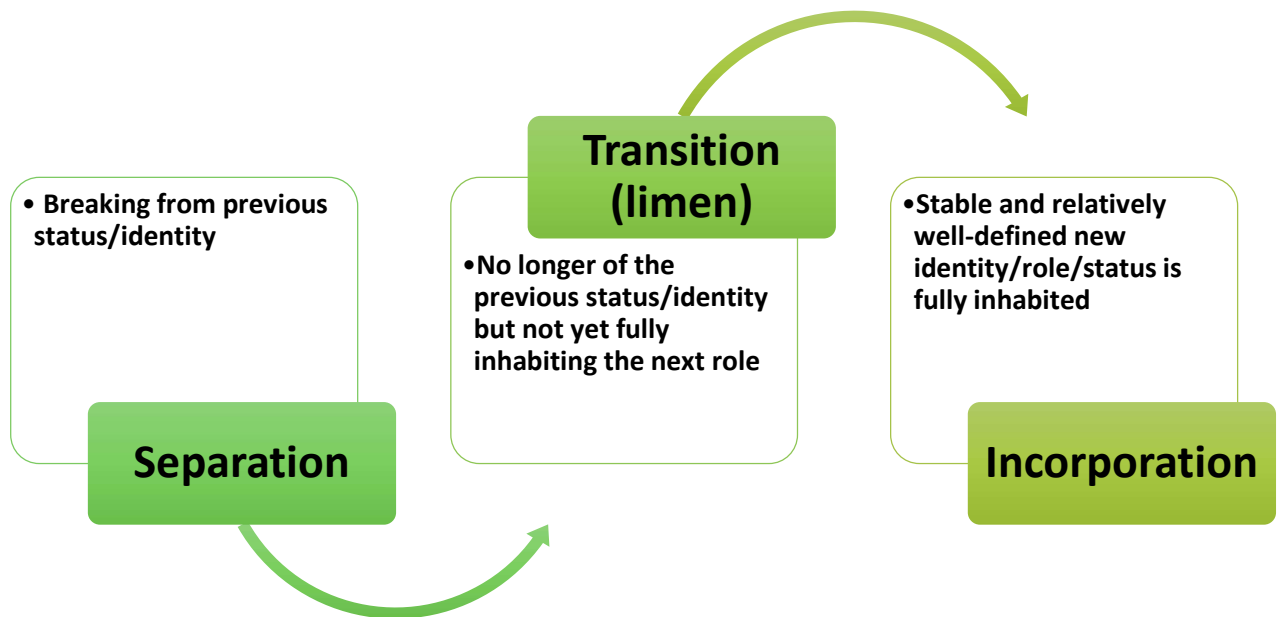 • Breaking from previous
status/identity
Separation
Transition
(limen)
•No longer of the
previous status/identity
but not yet fully
inhabiting the next role
•Stable and relatively
well-defined new
identity/role/status is
fully inhabited
Incorporation